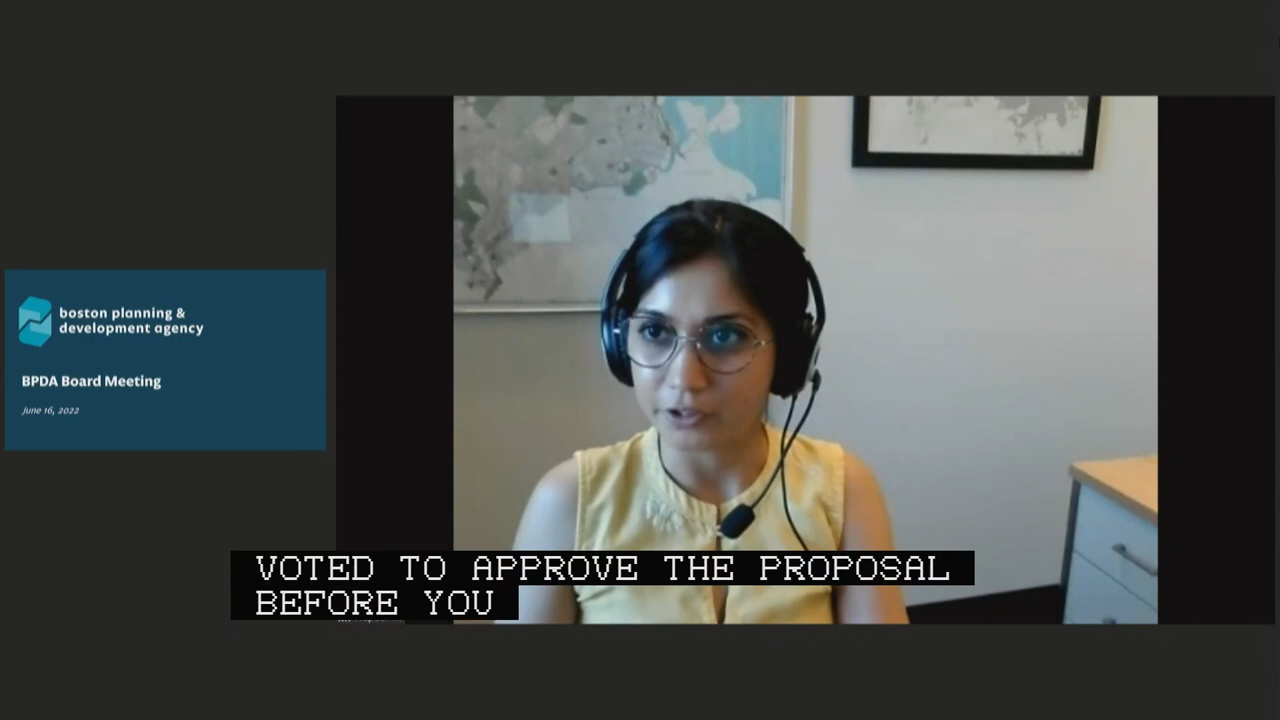 boston planning &
development agency
BPDA Board Meeting
June 16, 2022
VOTED TO APPROVE THE PROPOSAL
BEFORE YOU